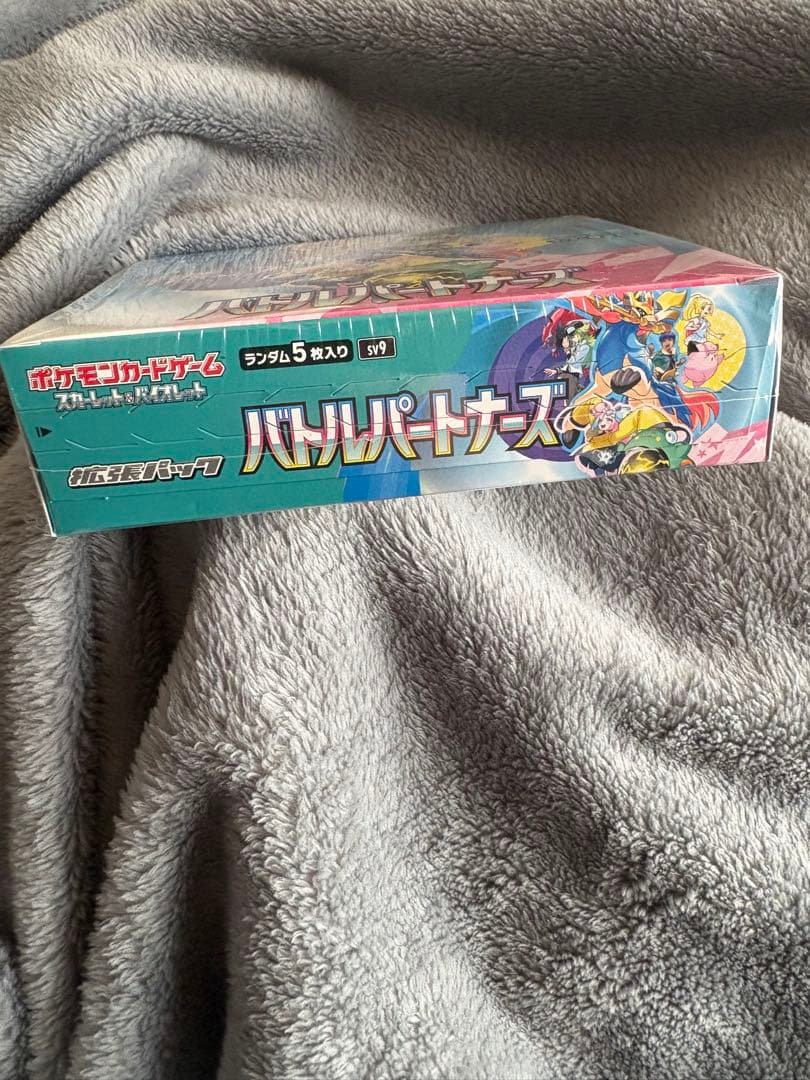 バトルパートナーズ
ポケモンカードゲーム
スカーレット&バイオレット
ランダム5枚入り sv9
バトルパートナーズ
拡張パック